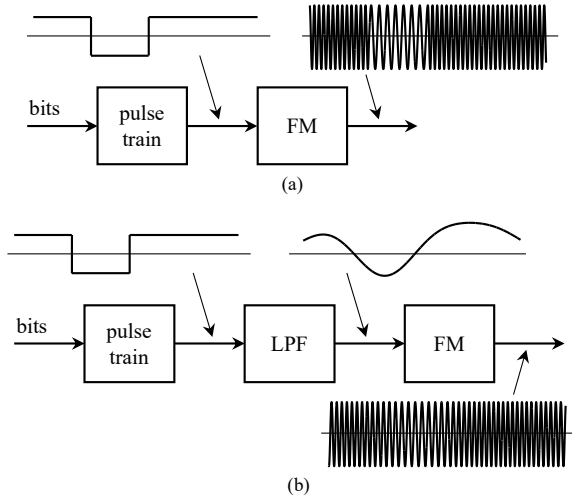 bits
pulse
train
FM
(a)
bits
pulse
train
LPF
FM
(b)